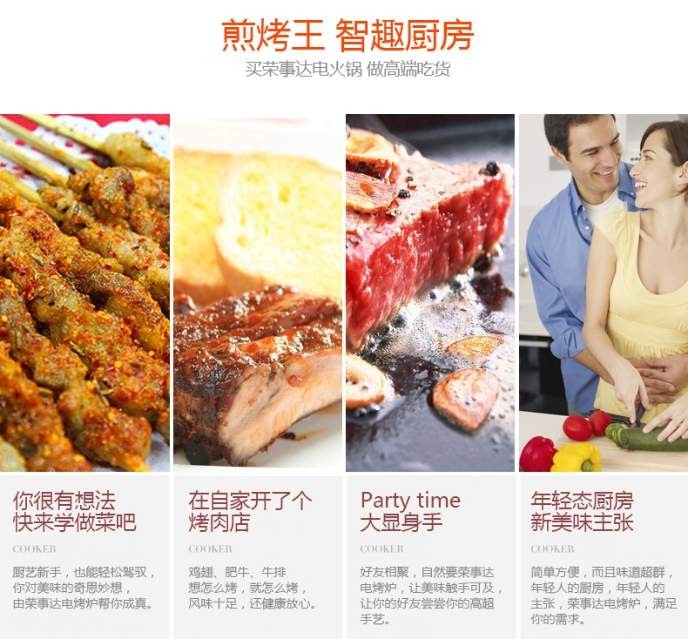 煎烤王 智趣厨房
买荣事达电火锅 做高端吃货
你很有想法
快来学做菜吧
COOKER
厨艺新手，也能轻松驾驭，
你对美味的奇思妙想，
由荣事达电烤炉帮你成真。
在自家开了个
烤肉店
COOKER
鸡翅、肥牛、牛排
想怎么烤，就怎么烤，
风味十足，还健康放心。
Party time
大显身手
COOKER
好友相聚，自然要荣事达
电烤炉，让美味触手可及，
让你的好友尝尝你的高超
手艺。
年轻态厨房
新美味主张
COOKER
简单方便，而且味道超群，
年轻人的厨房，年轻人的
主张，荣事达电烤炉，满足
你的需求。